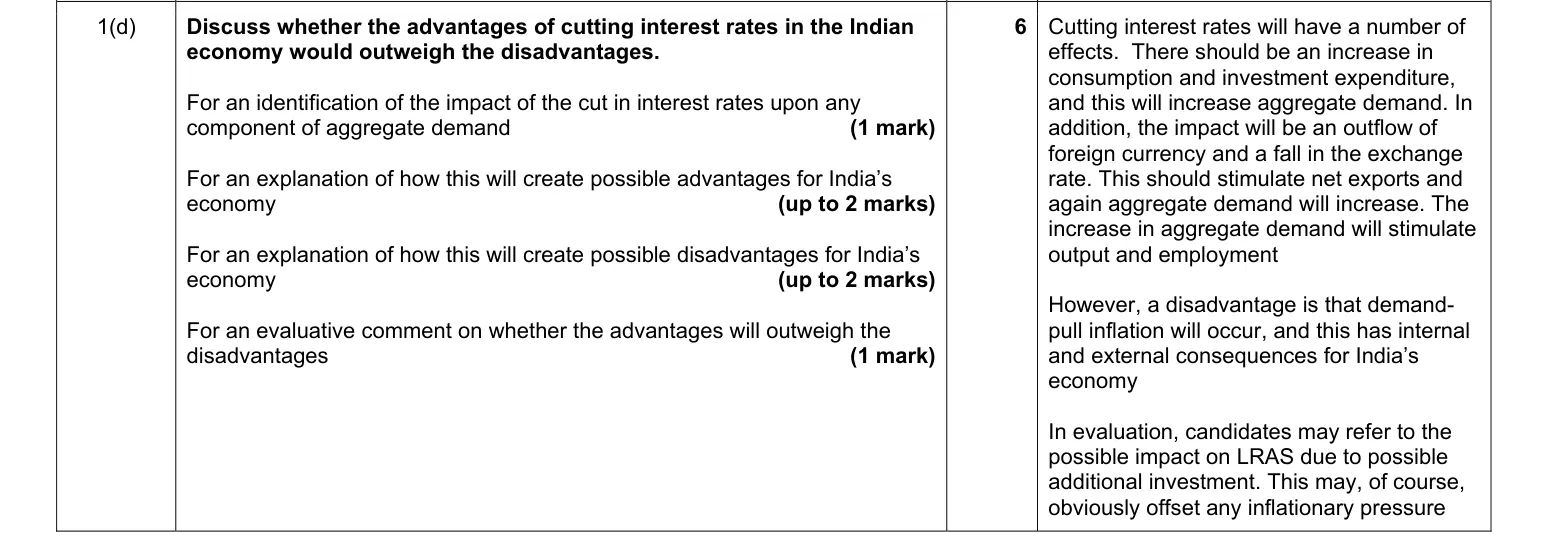 1(d)
Discuss whether the advantages of cutting interest rates in the Indian
economy would outweigh the disadvantages.
For an identification of the impact of the cut in interest rates upon any
component of aggregate demand (1 mark)
For an explanation of how this will create possible advantages for India’s
economy (up to 2 marks)
For an explanation of how this will create possible disadvantages for India’s
economy (up to 2 marks)
For an evaluative comment on whether the advantages will outweigh the
disadvantages (1 mark)
6
Cutting interest rates will have a number of
effects.  There should be an increase in
consumption and investment expenditure,
and this will increase aggregate demand. In
addition, the impact will be an outflow of
foreign currency and a fall in the exchange
rate. This should stimulate net exports and
again aggregate demand will increase. The
increase in aggregate demand will stimulate
output and employment
However, a disadvantage is that demand-
pull inflation will occur, and this has internal
and external consequences for India’s
economy
In evaluation, candidates may refer to the
possible impact on LRAS due to possible
additional investment. This may, of course,
obviously offset any inflationary pressure